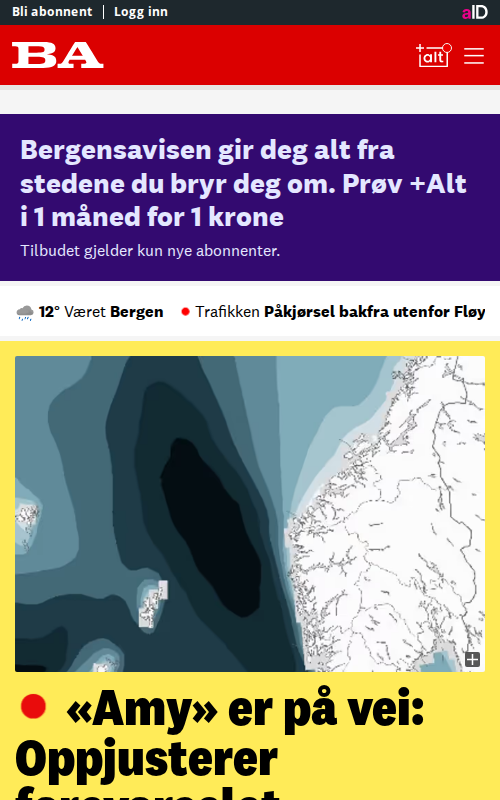 Bli abonnent | Logg inn
aID
BA
+alt
Bergensavisen gir deg alt fra
stedene du bryr deg om. Prøv +Alt
i 1 måned for 1 krone
Tilbudet gjelder kun nye abonnenter.
12° Været Bergen
Trafikken Påkjørsel bakfra utenfor Fløy
«Amy» er på vei:
Oppjusterer
farevarselet